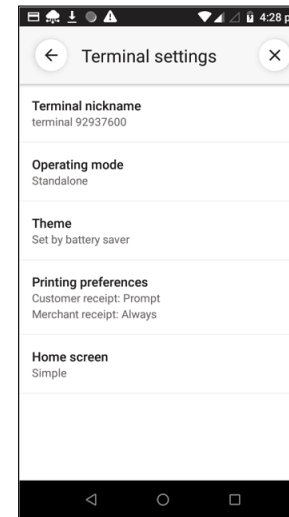 4:28 p
Terminal settings
Terminal nickname
terminal 92937600
Operating mode
Standalone
Theme
Set by battery saver
Printing preferences
Customer receipt: Prompt
Merchant receipt: Always
Home screen
Simple